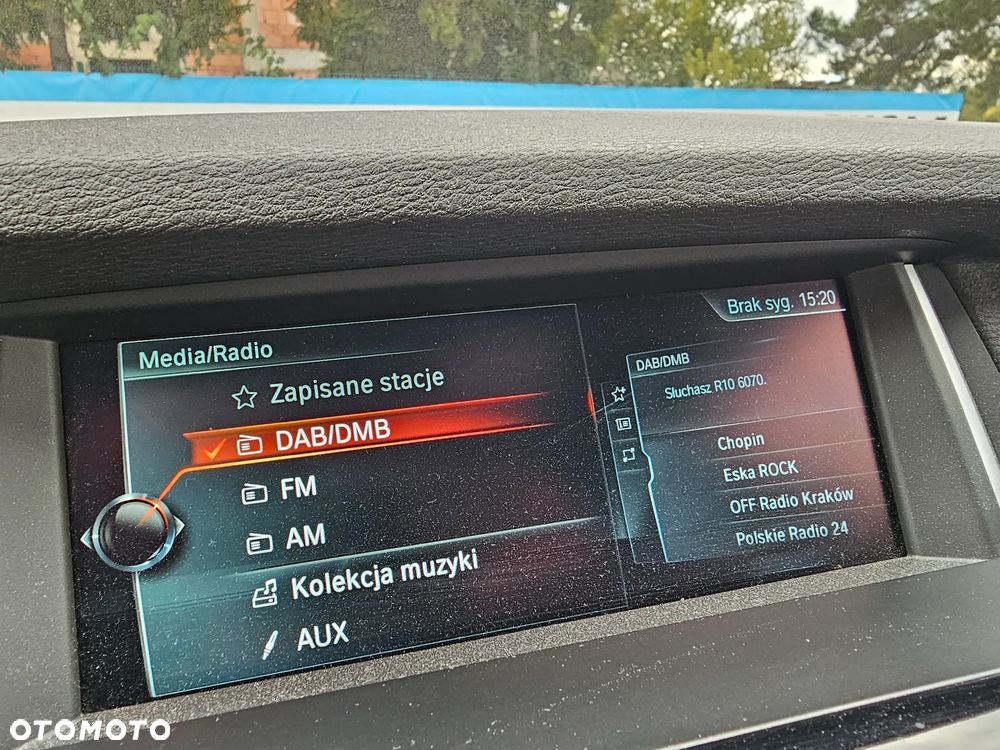 Brak syg. 15:20
Media/Radio
Zapisane stacje
DAB/DMB
FM
AM
Kolekcja muzyki
AUX
DAB/DMB
Słuchasz R10 6070.
Chopin
Eska ROCK
OFF Radio Kraków
Polskie Radio 24
OTOMOTO